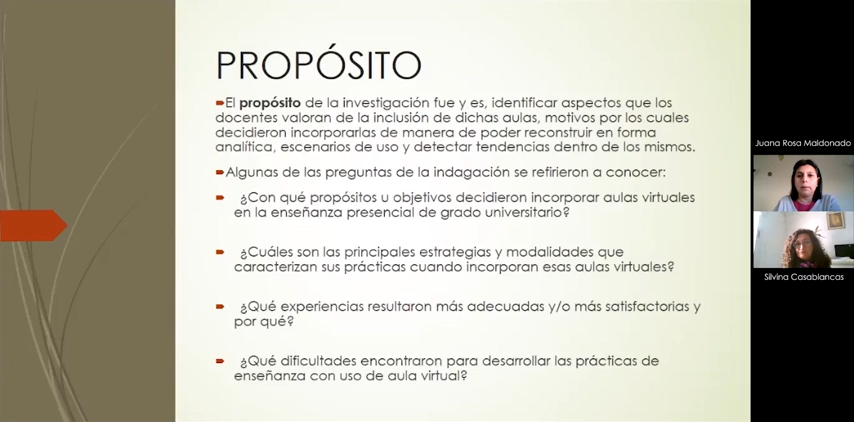 PROPÓSITO
El propósito de la investigación fue y es, identificar aspectos que los
docentes valoran de la inclusión de dichas aulas, motivos por los cuales
decidieron incorporarlas de manera de poder reconstruir en forma
analítica, escenarios de uso y detectar tendencias dentro de los mismos.
Algunas de las preguntas de la indagación se refirieron a conocer:
¿Con qué propósitos u objetivos decidieron incorporar aulas virtuales
en la enseñanza presencial de grado universitario?
¿Cuáles son las principales estrategias y modalidades que
caracterizan sus prácticas cuando incorporan esas aulas virtuales?
¿Qué experiencias resultaron más adecuadas y/o más satisfactorias y
por qué?
¿Qué dificultades encontraron para desarrollar las prácticas de
enseñanza con uso de aula virtual?
Juana Rosa Maldonado
Silvina Casablancas